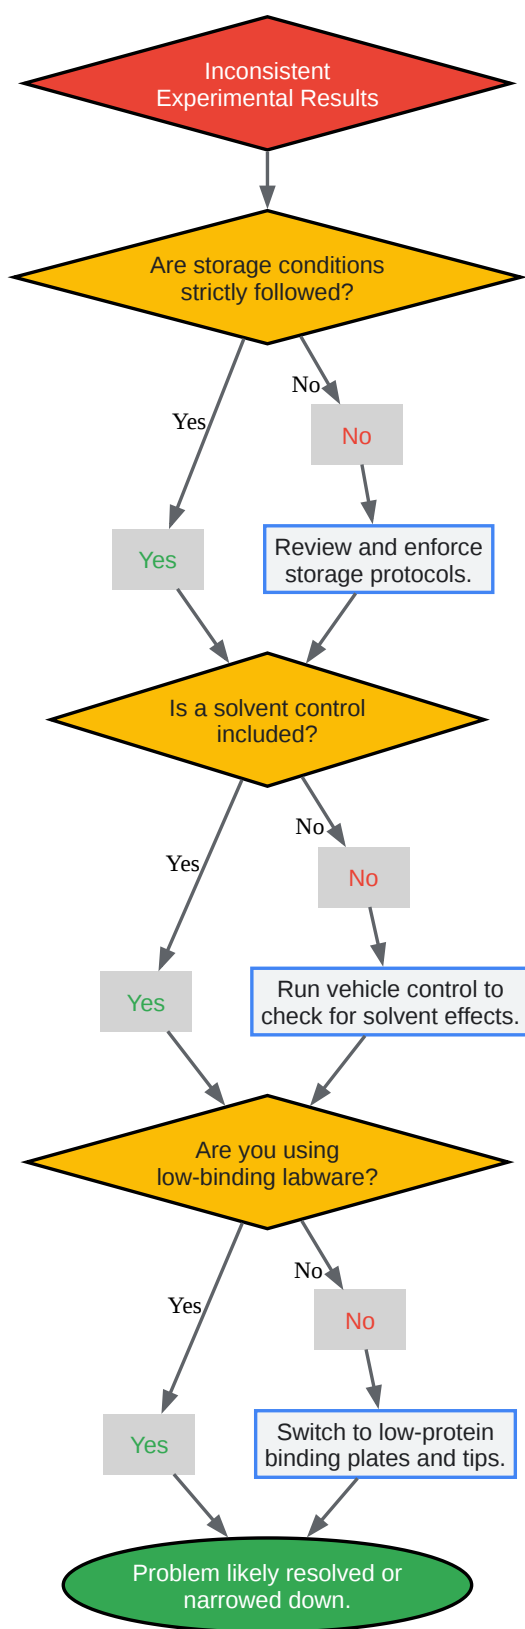 Inconsistent
Experimental Results
Are storage conditions
strictly followed?
No
Yes
No
Review and enforce
storage protocols.
Yes
Is a solvent control
included?
No
Yes
No
Run vehicle control to
check for solvent effects.
Yes
Are you using
low-binding labware?
No
Yes
No
Switch to low-protein
binding plates and tips.
Yes
Problem likely resolved or
narrowed down.